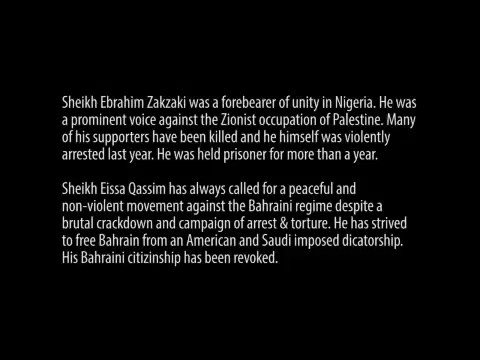 Sheikh Ebrahim Zakzaki was a forebearer of unity in Nigeria. He was
a prominent voice against the Zionist occupation of Palestine. Many
of his supporters have been killed and he himself was violently
arrested last year. He was held prisoner for more than a year.
Sheikh Eissa Qassim has always called for a peaceful and
non-violent movement against the Bahraini regime despite a
brutal crackdown and campaign of arrest & torture. He has strived
to free Bahrain from an American and Saudi imposed dicatorship.
His Bahraini citizinship has been revoked.